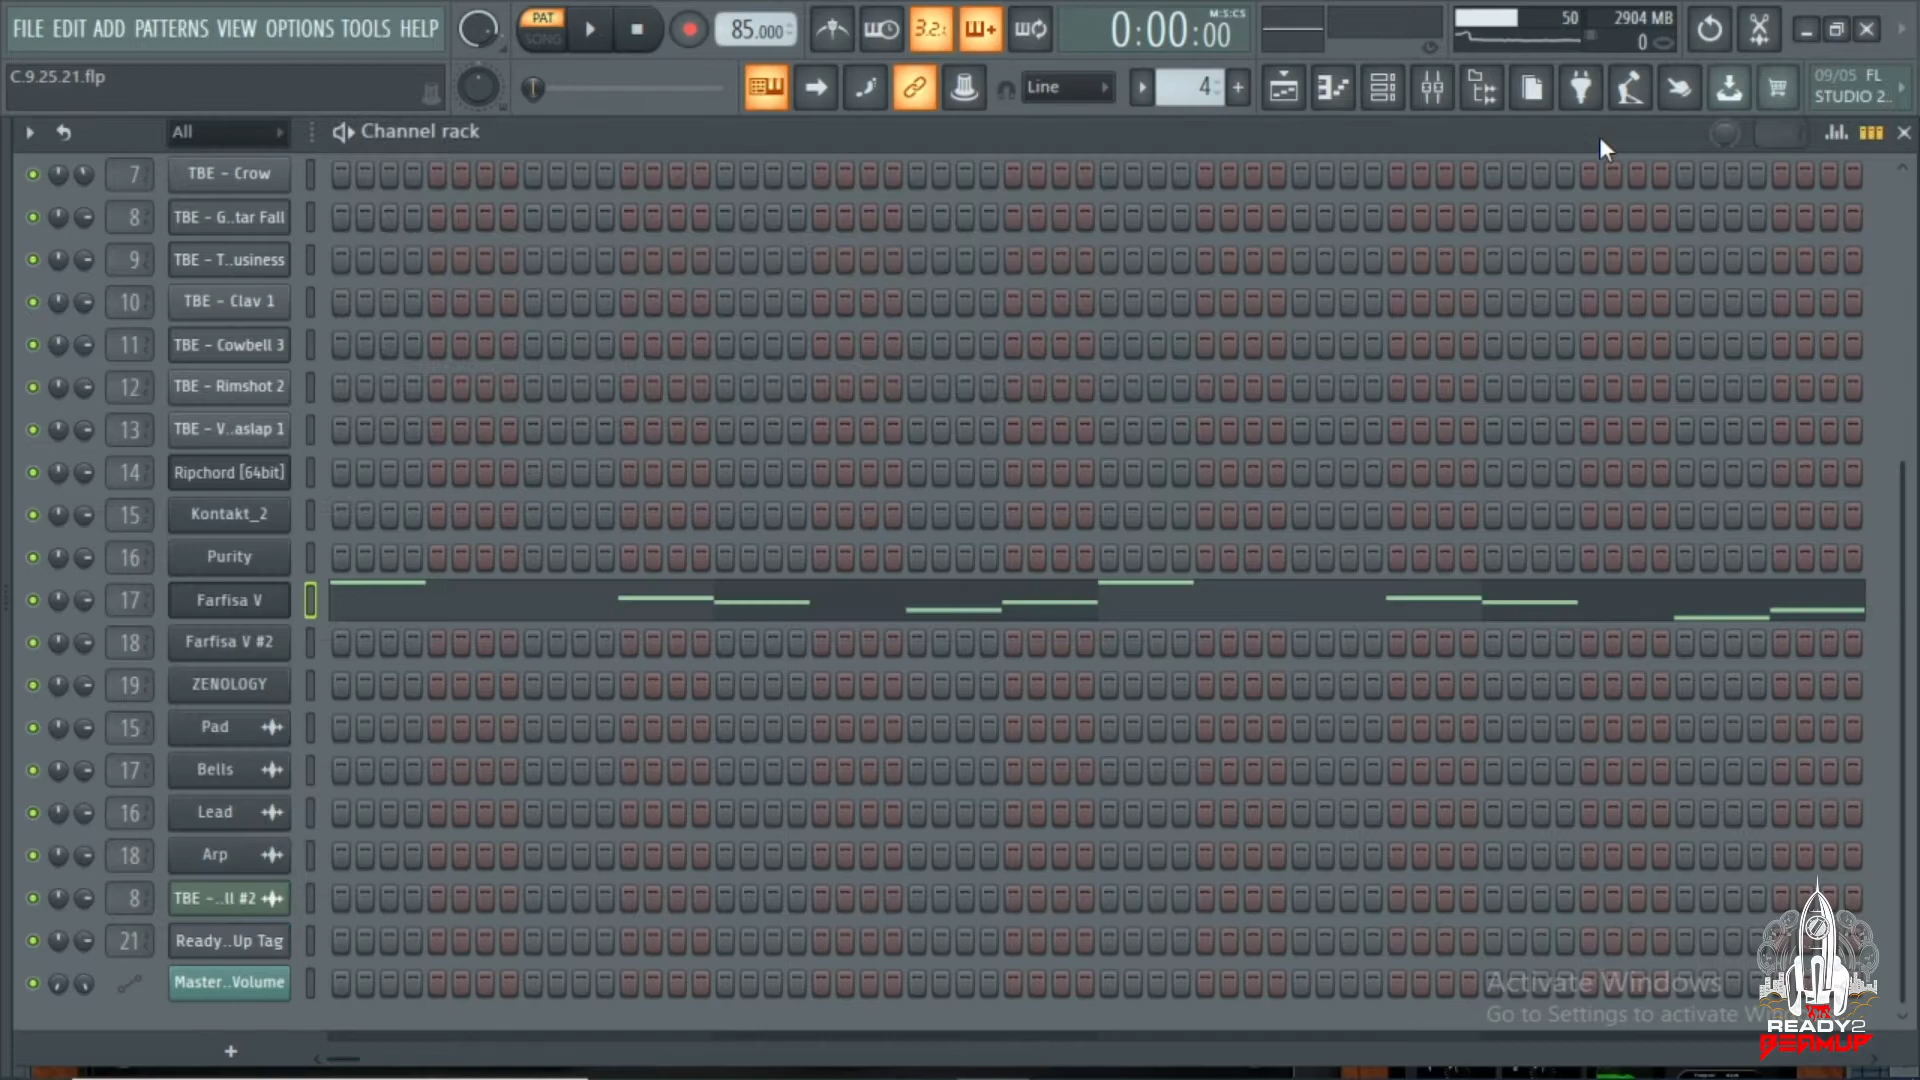 FILE EDIT ADD PATTERNS VIEW OPTIONS TOOLS HELP
PAT
SONG
85.000
3.2.
0:00:00
M:S:CS
50
2904 MB
0
C.9.25.21.flp
Line
4
09/05 FL
STUDIO 2..
All
Channel rack
7 TBE - Crow
8 TBE - G..tar Fall
9 TBE - T..usiness
10 TBE - Clav 1
11 TBE - Cowbell 3
12 TBE - Rimshot 2
13 TBE - V..aslap 1
14 Ripchord [64bit]
15 Kontakt_2
16 Purity
17 Farfisa V
18 Farfisa V #2
19 ZENOLOGY
15 Pad
17 Bells
16 Lead
18 Arp
8 TBE -..ll #2
21 Ready..Up Tag
Master..Volume
+
Activate Windows
Go to Settings to activate Win
READY2
BEAMUP